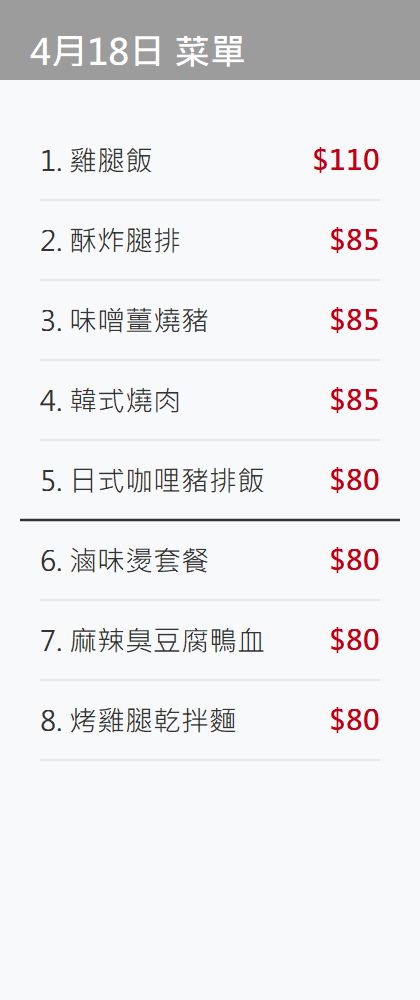 4月18日 菜單
1. 雞腿飯 $110
2. 酥炸腿排 $85
3. 味噌薑燒豬 $85
4. 韓式燒肉 $85
5. 日式咖哩豬排飯 $80
6. 滷味燙套餐 $80
7. 麻辣臭豆腐鴨血 $80
8. 烤雞腿乾拌麵 $80